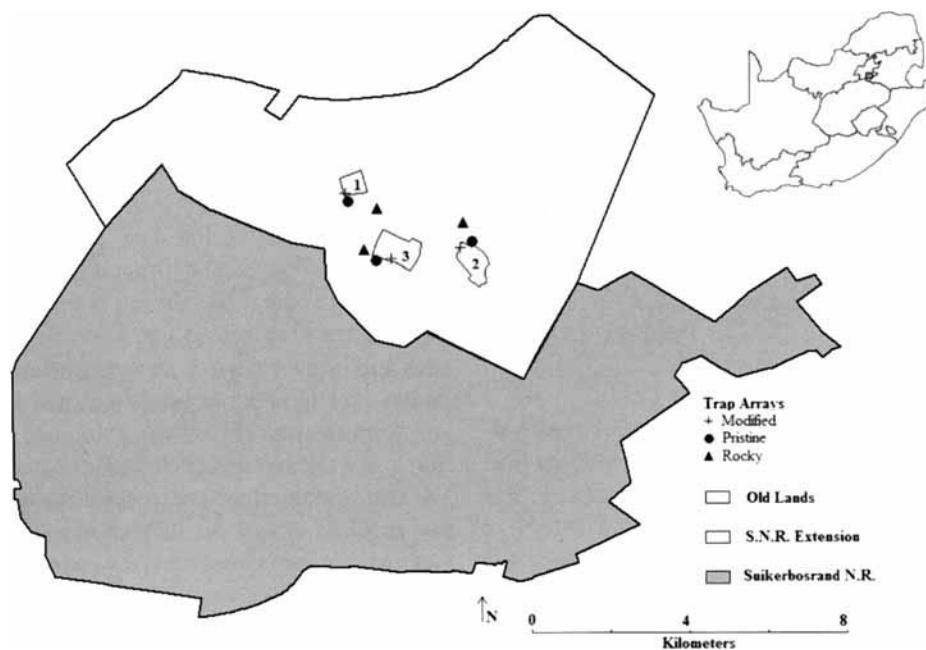 1
3
2
Trap Arrays
+ Modified
● Pristine
▲ Rocky
Old Lands
S.N.R. Extension
Suikerbosrand N.R.
N
0 4 8
Kilometers